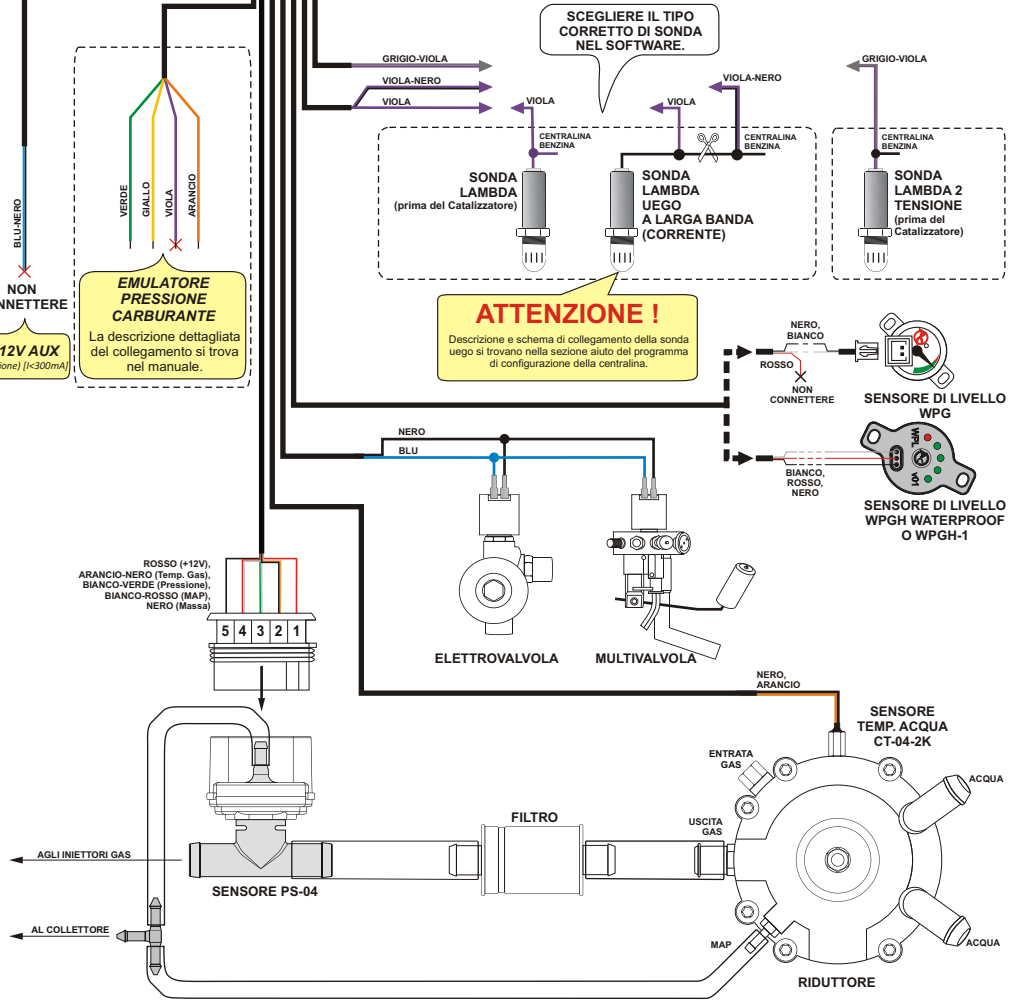 SCEGLIERE IL TIPO
CORRETTO DI SONDA
NEL SOFTWARE.
GRIGIO-VIOLA
VIOLA-NERO
VIOLA
VIOLA
CENTRALINA
BENZINA
SONDA
LAMBDA
(prima del Catalizzatore)
VIOLA
VIOLA-NERO
CENTRALINA
BENZINA
SONDA
LAMBDA
UEGO
A LARGA BANDA
(CORRENTE)
GRIGIO-VIOLA
CENTRALINA
BENZINA
SONDA
LAMBDA 2
TENSIONE
(prima del
Catalizzatore)
BLU-NERO
NON
NNETTERE
12V AUX
ione) [I<300mA]
VERDE
GIALLO
VIOLA
ARANCIO
EMULATORE
PRESSIONE
CARBURANTE
La descrizione dettagliata
del collegamento si trova
nel manuale.
ATTENZIONE !
Descrizione e schema di collegamento della sonda
uego si trovano nella sezione aiuto del programma
di configurazione della centralina.
NERO,
BIANCO
ROSSO
NON
CONNETTERE
SENSORE DI LIVELLO
WPG
WPL
v01
BIANCO,
ROSSO,
NERO
SENSORE DI LIVELLO
WPGH WATERPROOF
O WPGH-1
NERO
BLU
ELETTROVALVOLA
MULTIVALVOLA
ROSSO (+12V),
ARANCIO-NERO (Temp. Gas),
BIANCO-VERDE (Pressione),
BIANCO-ROSSO (MAP),
NERO (Massa)
5 4 3 2 1
NERO,
ARANCIO
SENSORE
TEMP. ACQUA
CT-04-2K
ENTRATA
GAS
ACQUA
USCITA
GAS
FILTRO
AGLI INIETTORI GAS
SENSORE PS-04
AL COLLETTORE
MAP
ACQUA
RIDUTTORE